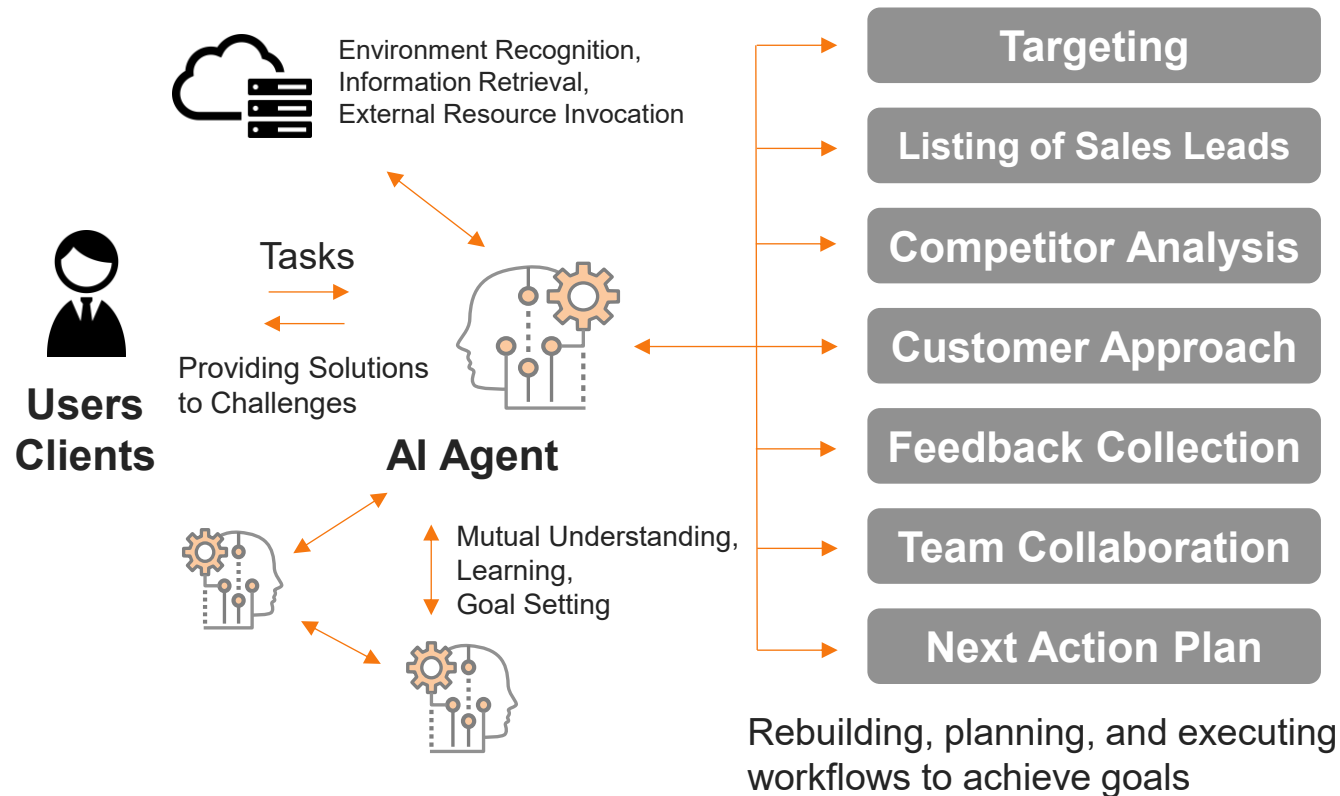 Environment Recognition,
Information Retrieval,
External Resource Invocation
Tasks
Providing Solutions
to Challenges
Users
Clients
AI Agent
Mutual Understanding,
Learning,
Goal Setting
Targeting
Listing of Sales Leads
Competitor Analysis
Customer Approach
Feedback Collection
Team Collaboration
Next Action Plan
Rebuilding, planning, and executing
workflows to achieve goals